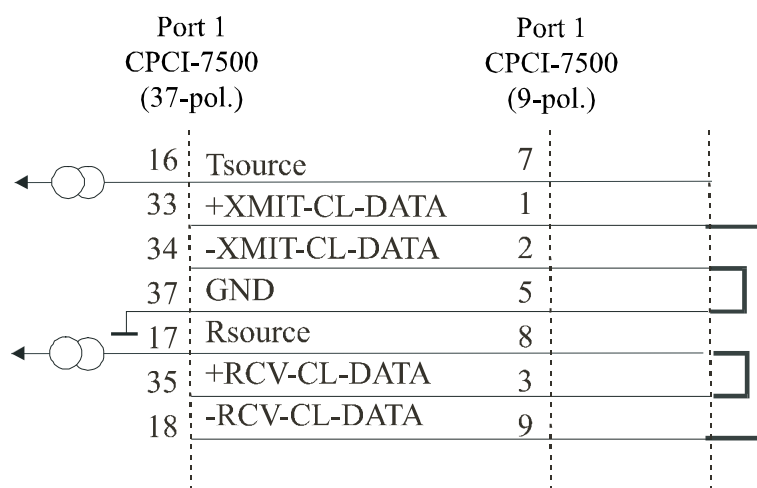 Port 1 Port 1
CPCI-7500 CPCI-7500
(37-pol.) (9-pol.)
16 Tsource 7
33 +XMIT-CL-DATA 1
34 -XMIT-CL-DATA 2
37 GND 5
17 Rsource 8
35 +RCV-CL-DATA 3
18 -RCV-CL-DATA 9